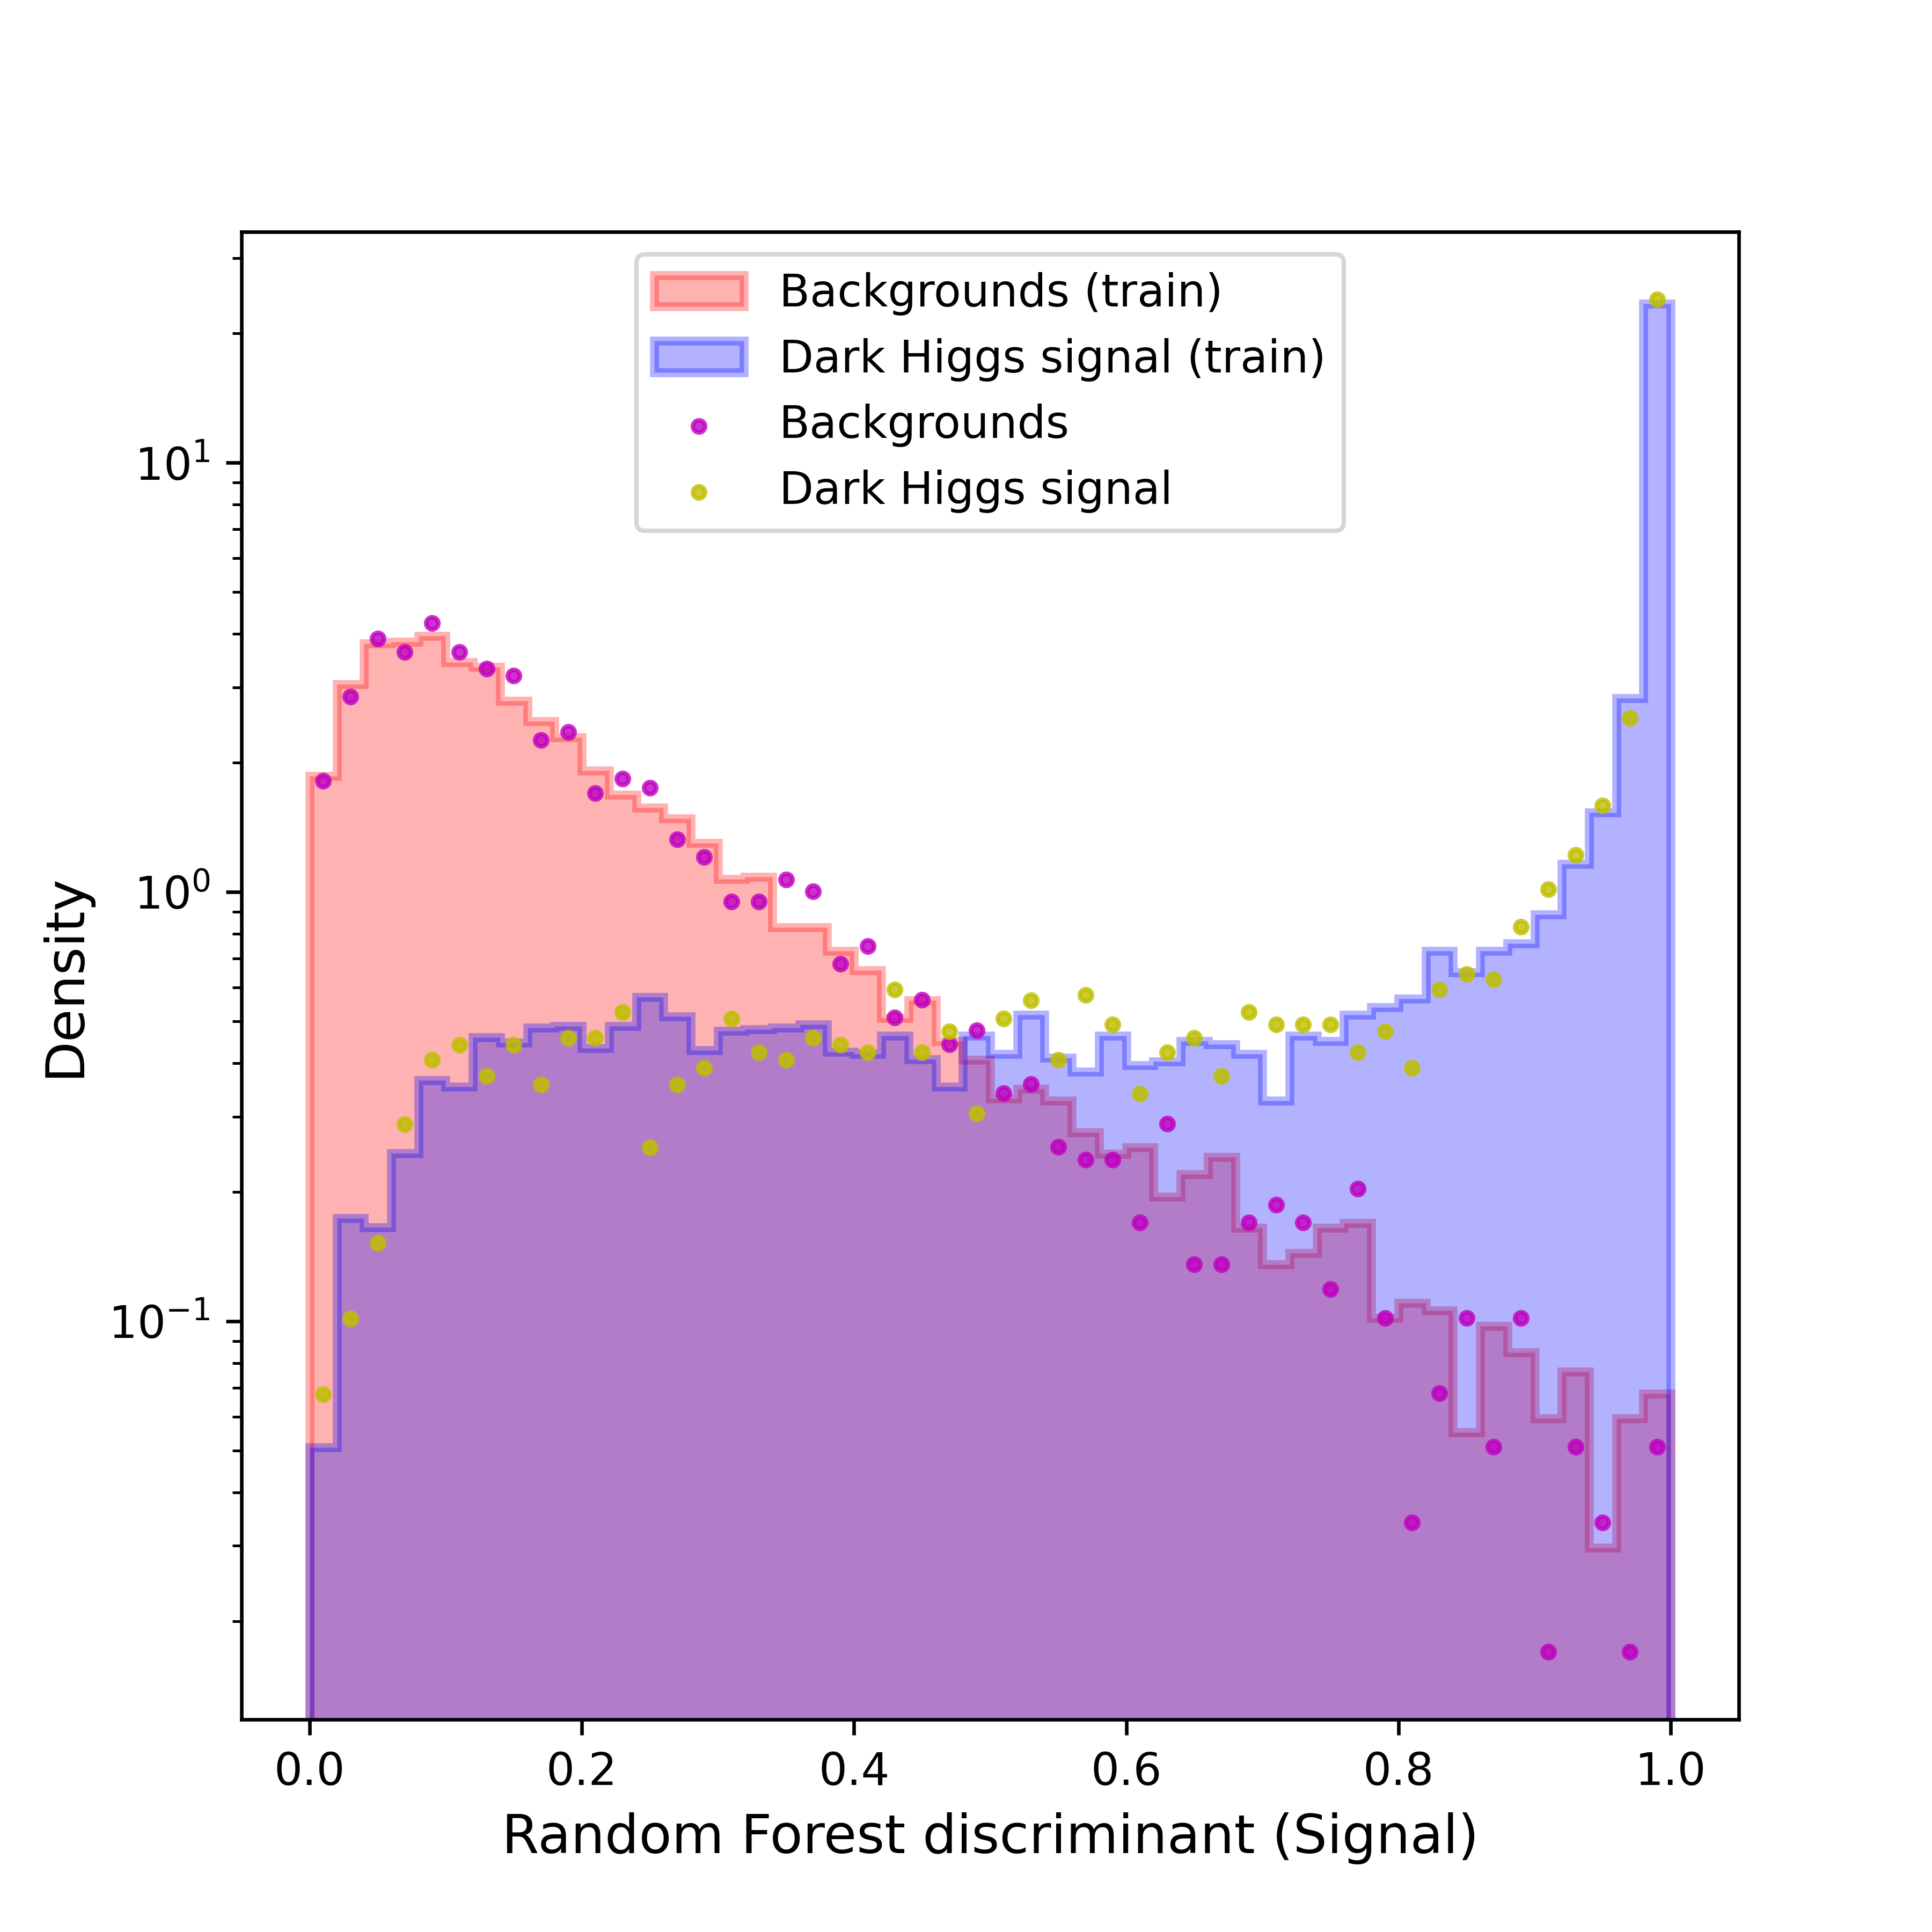 Backgrounds (train)
Dark Higgs signal (train)
Backgrounds
Dark Higgs signal
10¹
10⁰
10⁻¹
Density
0.0 0.2 0.4 0.6 0.8 1.0
Random Forest discriminant (Signal)